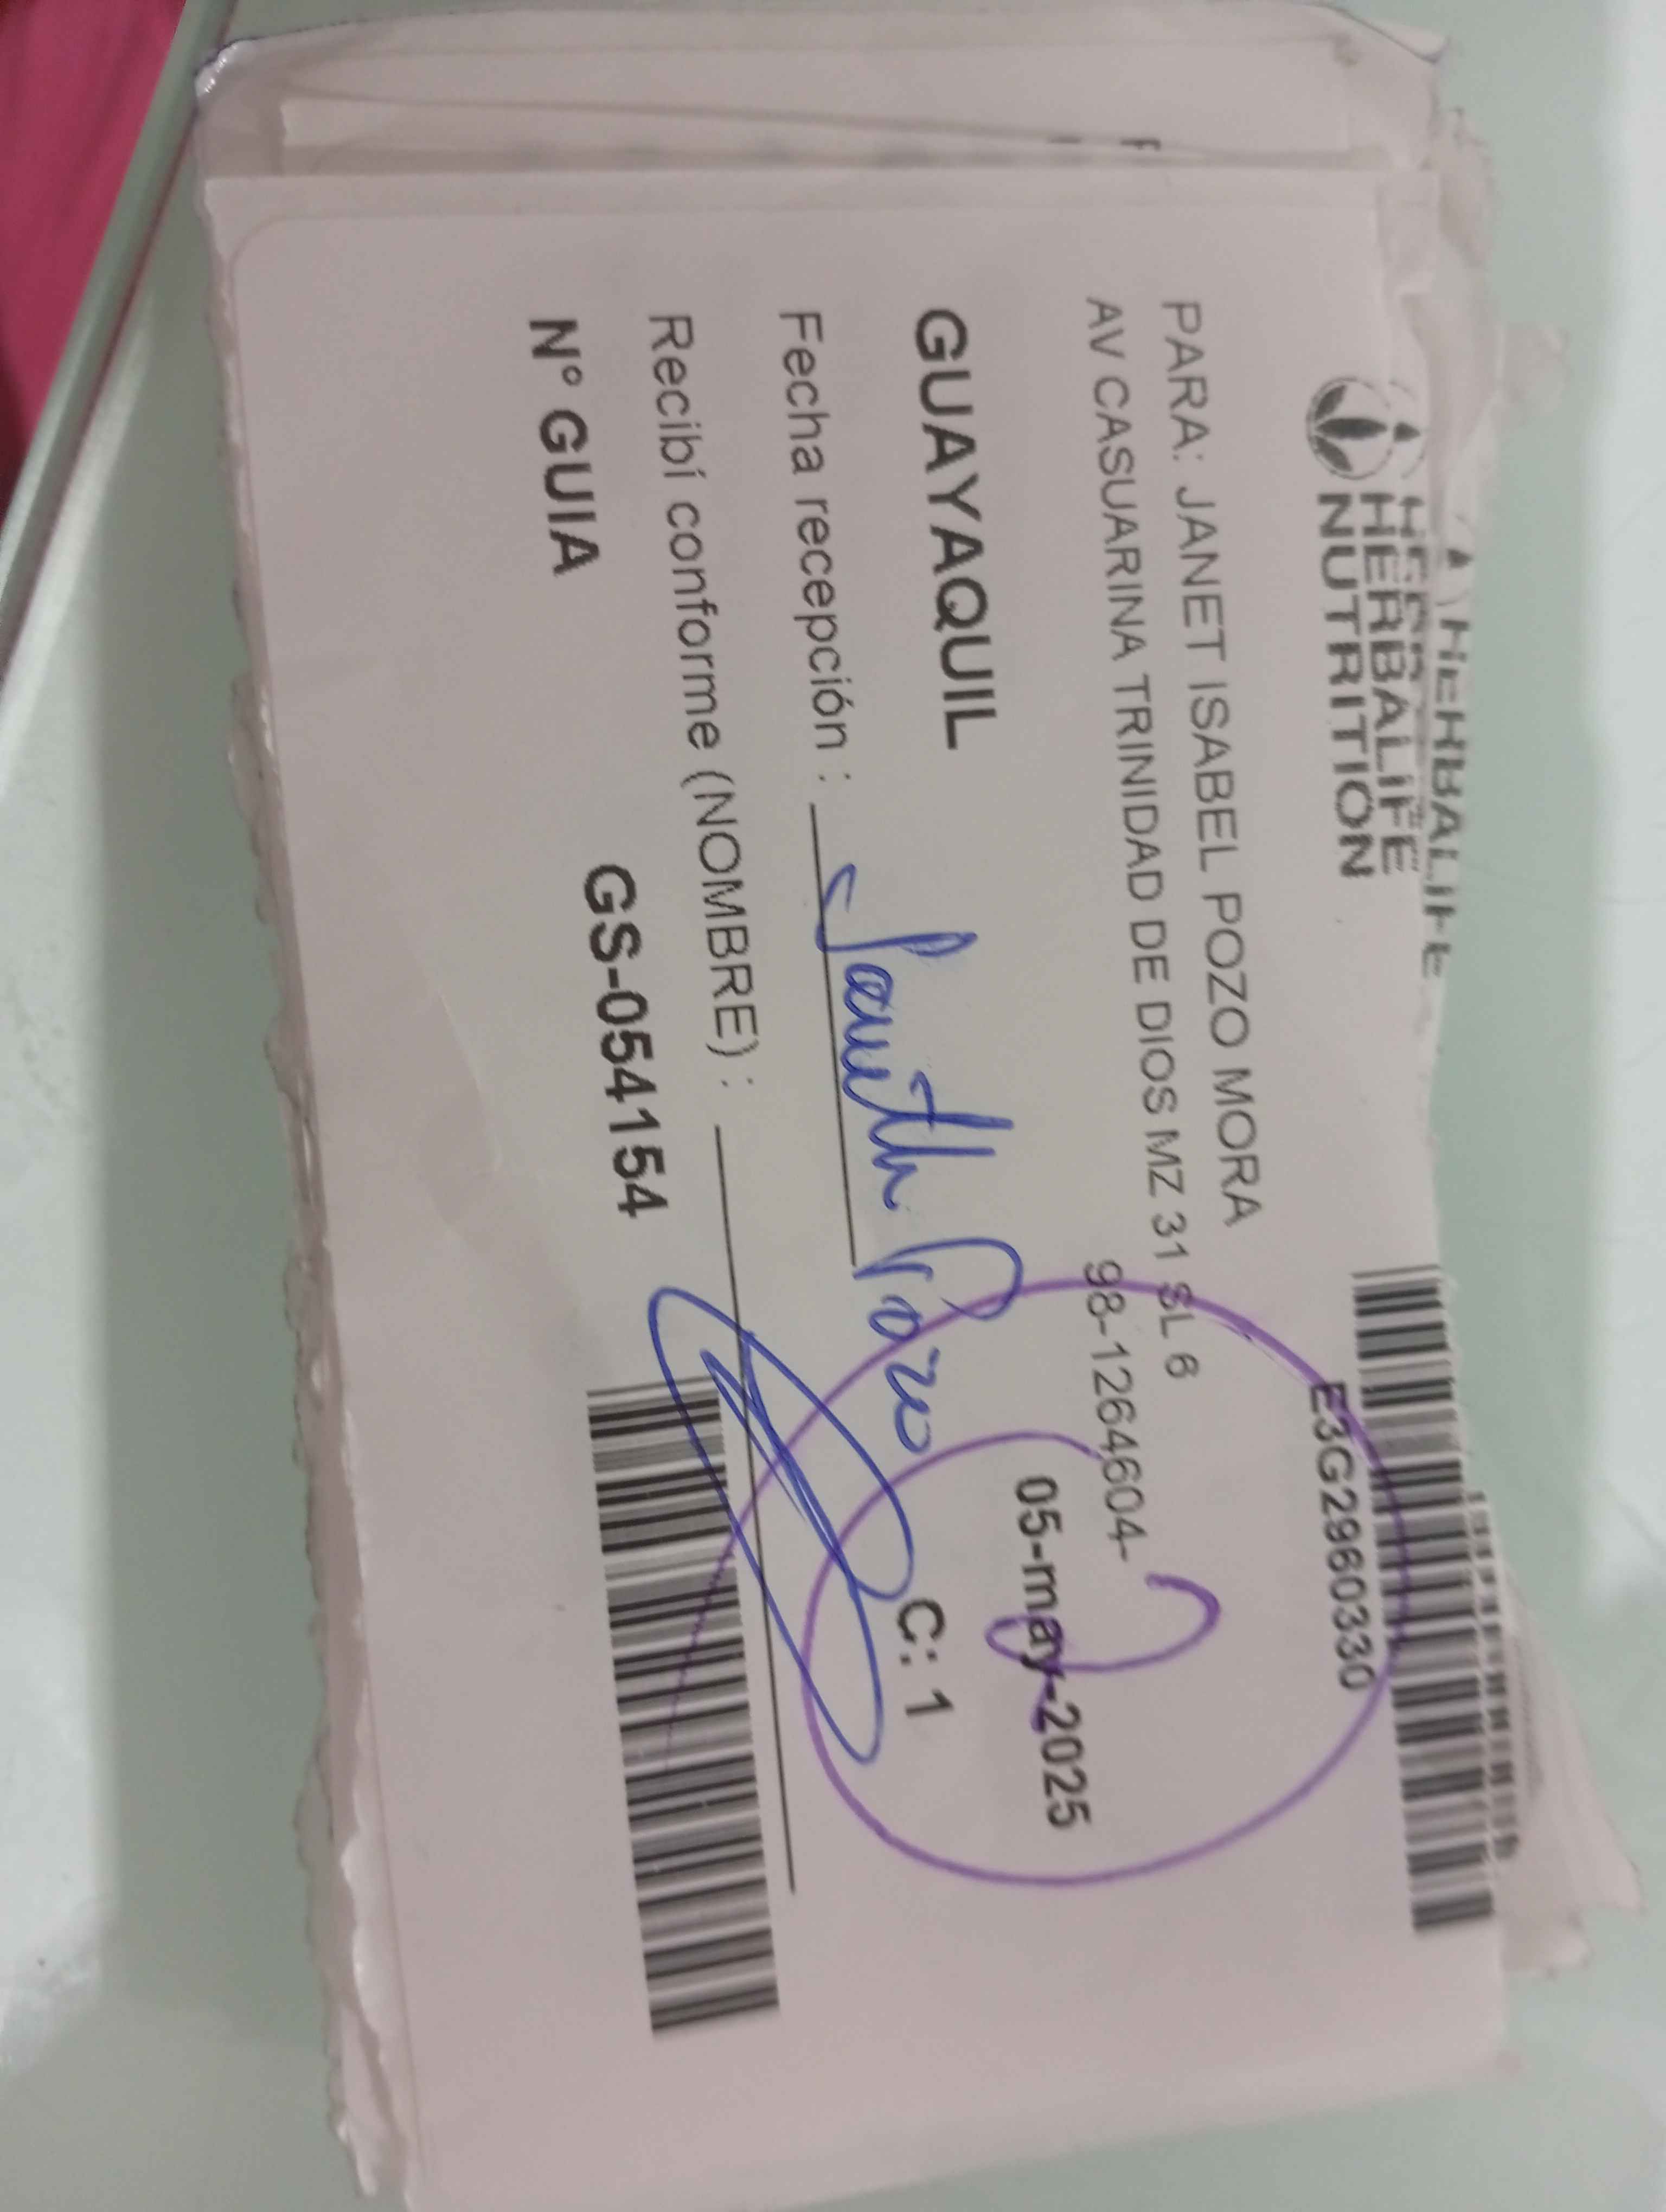 HERBALIFE
HERBALIFE
NUTRITION
E3G2960330
PARA: JANET ISABEL POZO MORA
AV CASUARINA TRINIDAD DE DIOS MZ 31 SL 6
98-1264604-
GUAYAQUIL
05-may-2025
Fecha recepción : Janeth Pozo
C: 1
Recibí conforme (NOMBRE) :
N° GUIA GS-054154